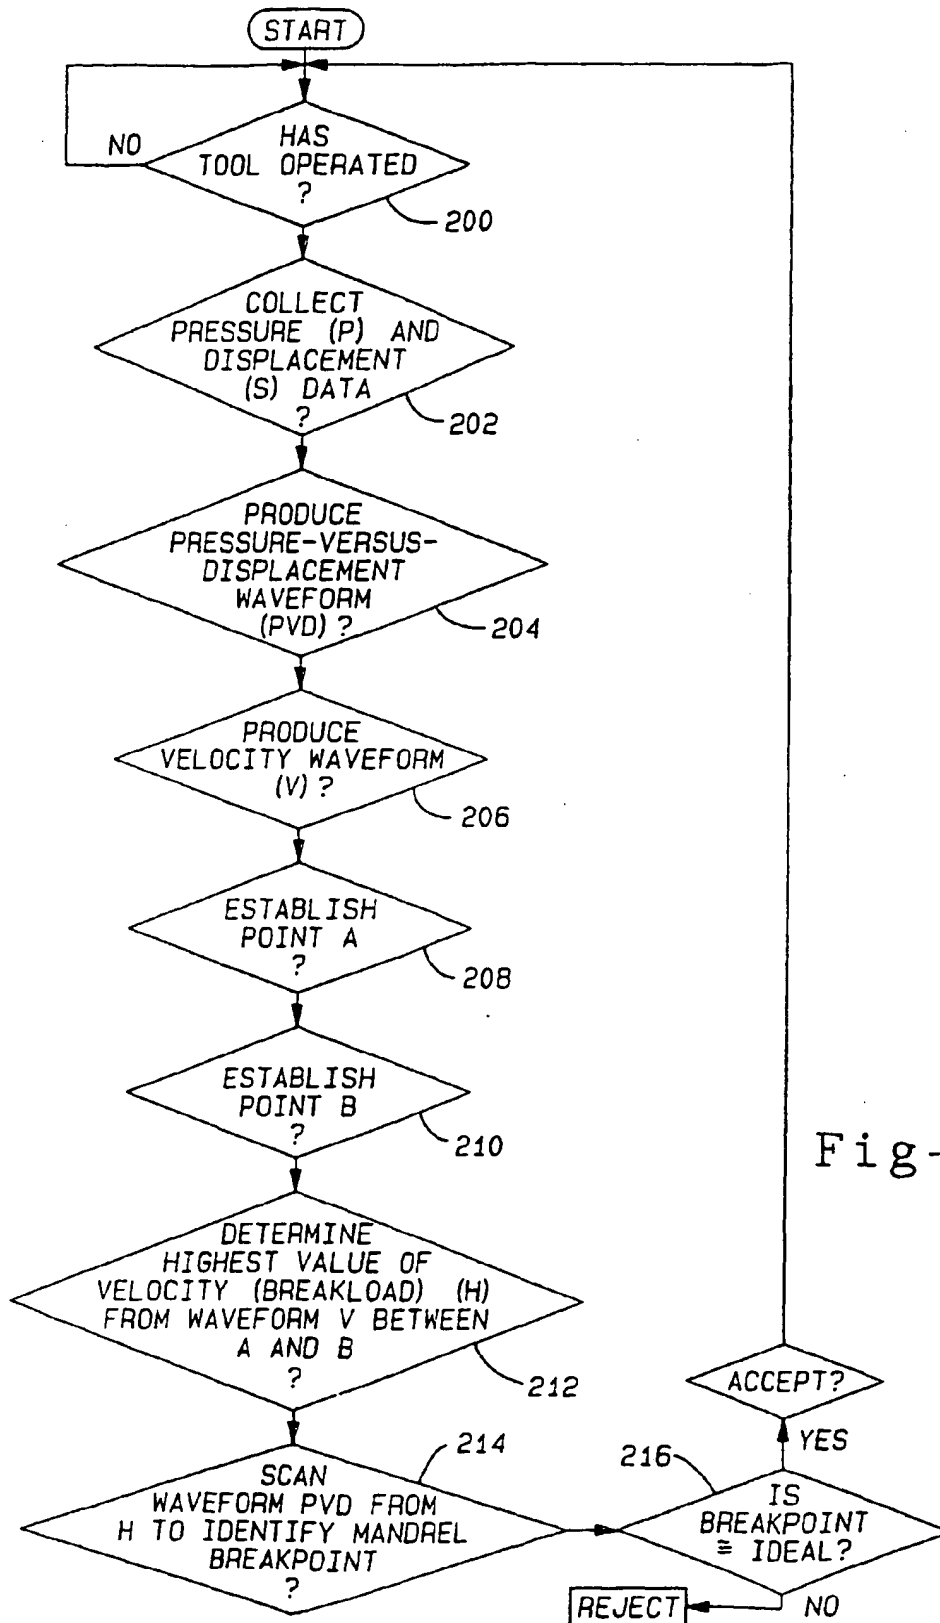 START
NO
HAS
TOOL OPERATED
?
200
COLLECT
PRESSURE (P) AND
DISPLACEMENT
(S) DATA
?
202
PRODUCE
PRESSURE-VERSUS-
DISPLACEMENT
WAVEFORM
(PVD)?
204
PRODUCE
VELOCITY WAVEFORM
(V)?
206
ESTABLISH
POINT A
?
208
ESTABLISH
POINT B
?
210
Fig-
DETERMINE
HIGHEST VALUE OF
VELOCITY (BREAKLOAD) (H)
FROM WAVEFORM V BETWEEN
A AND B
?
212
SCAN
WAVEFORM PVD FROM
H TO IDENTIFY MANDREL
BREAKPOINT
?
214
216
IS
BREAKPOINT
≅ IDEAL?
YES
ACCEPT?
NO
REJECT